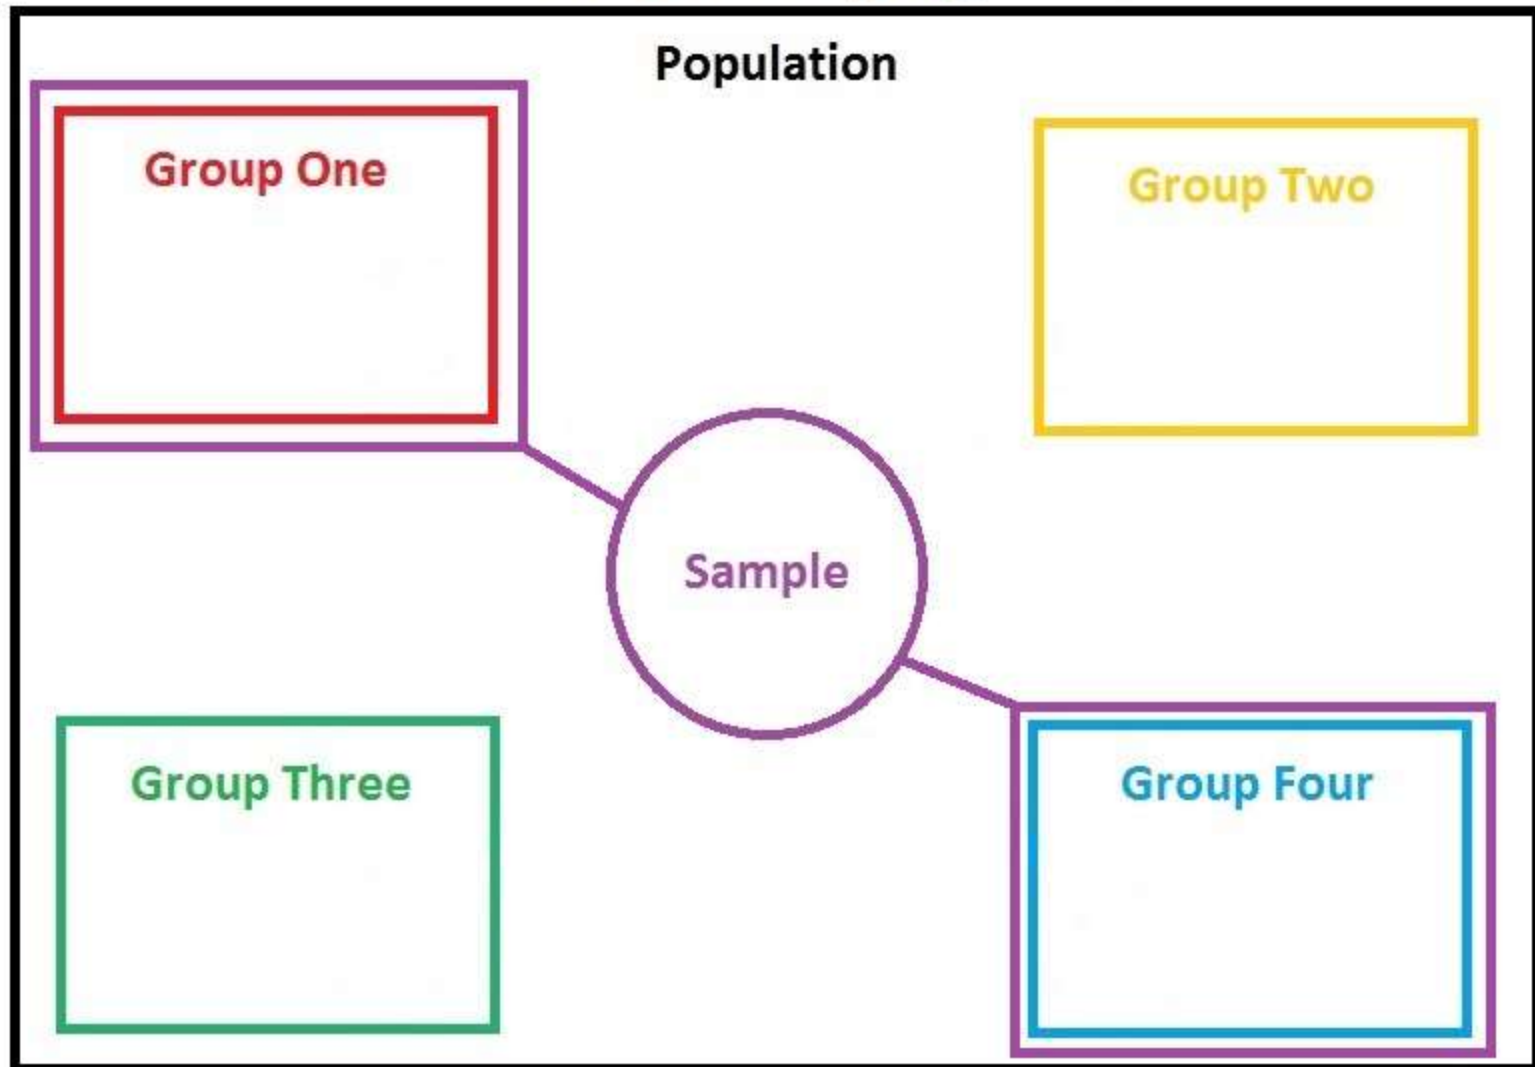 Population
Group One
Group Two
Sample
Group Three
Group Four